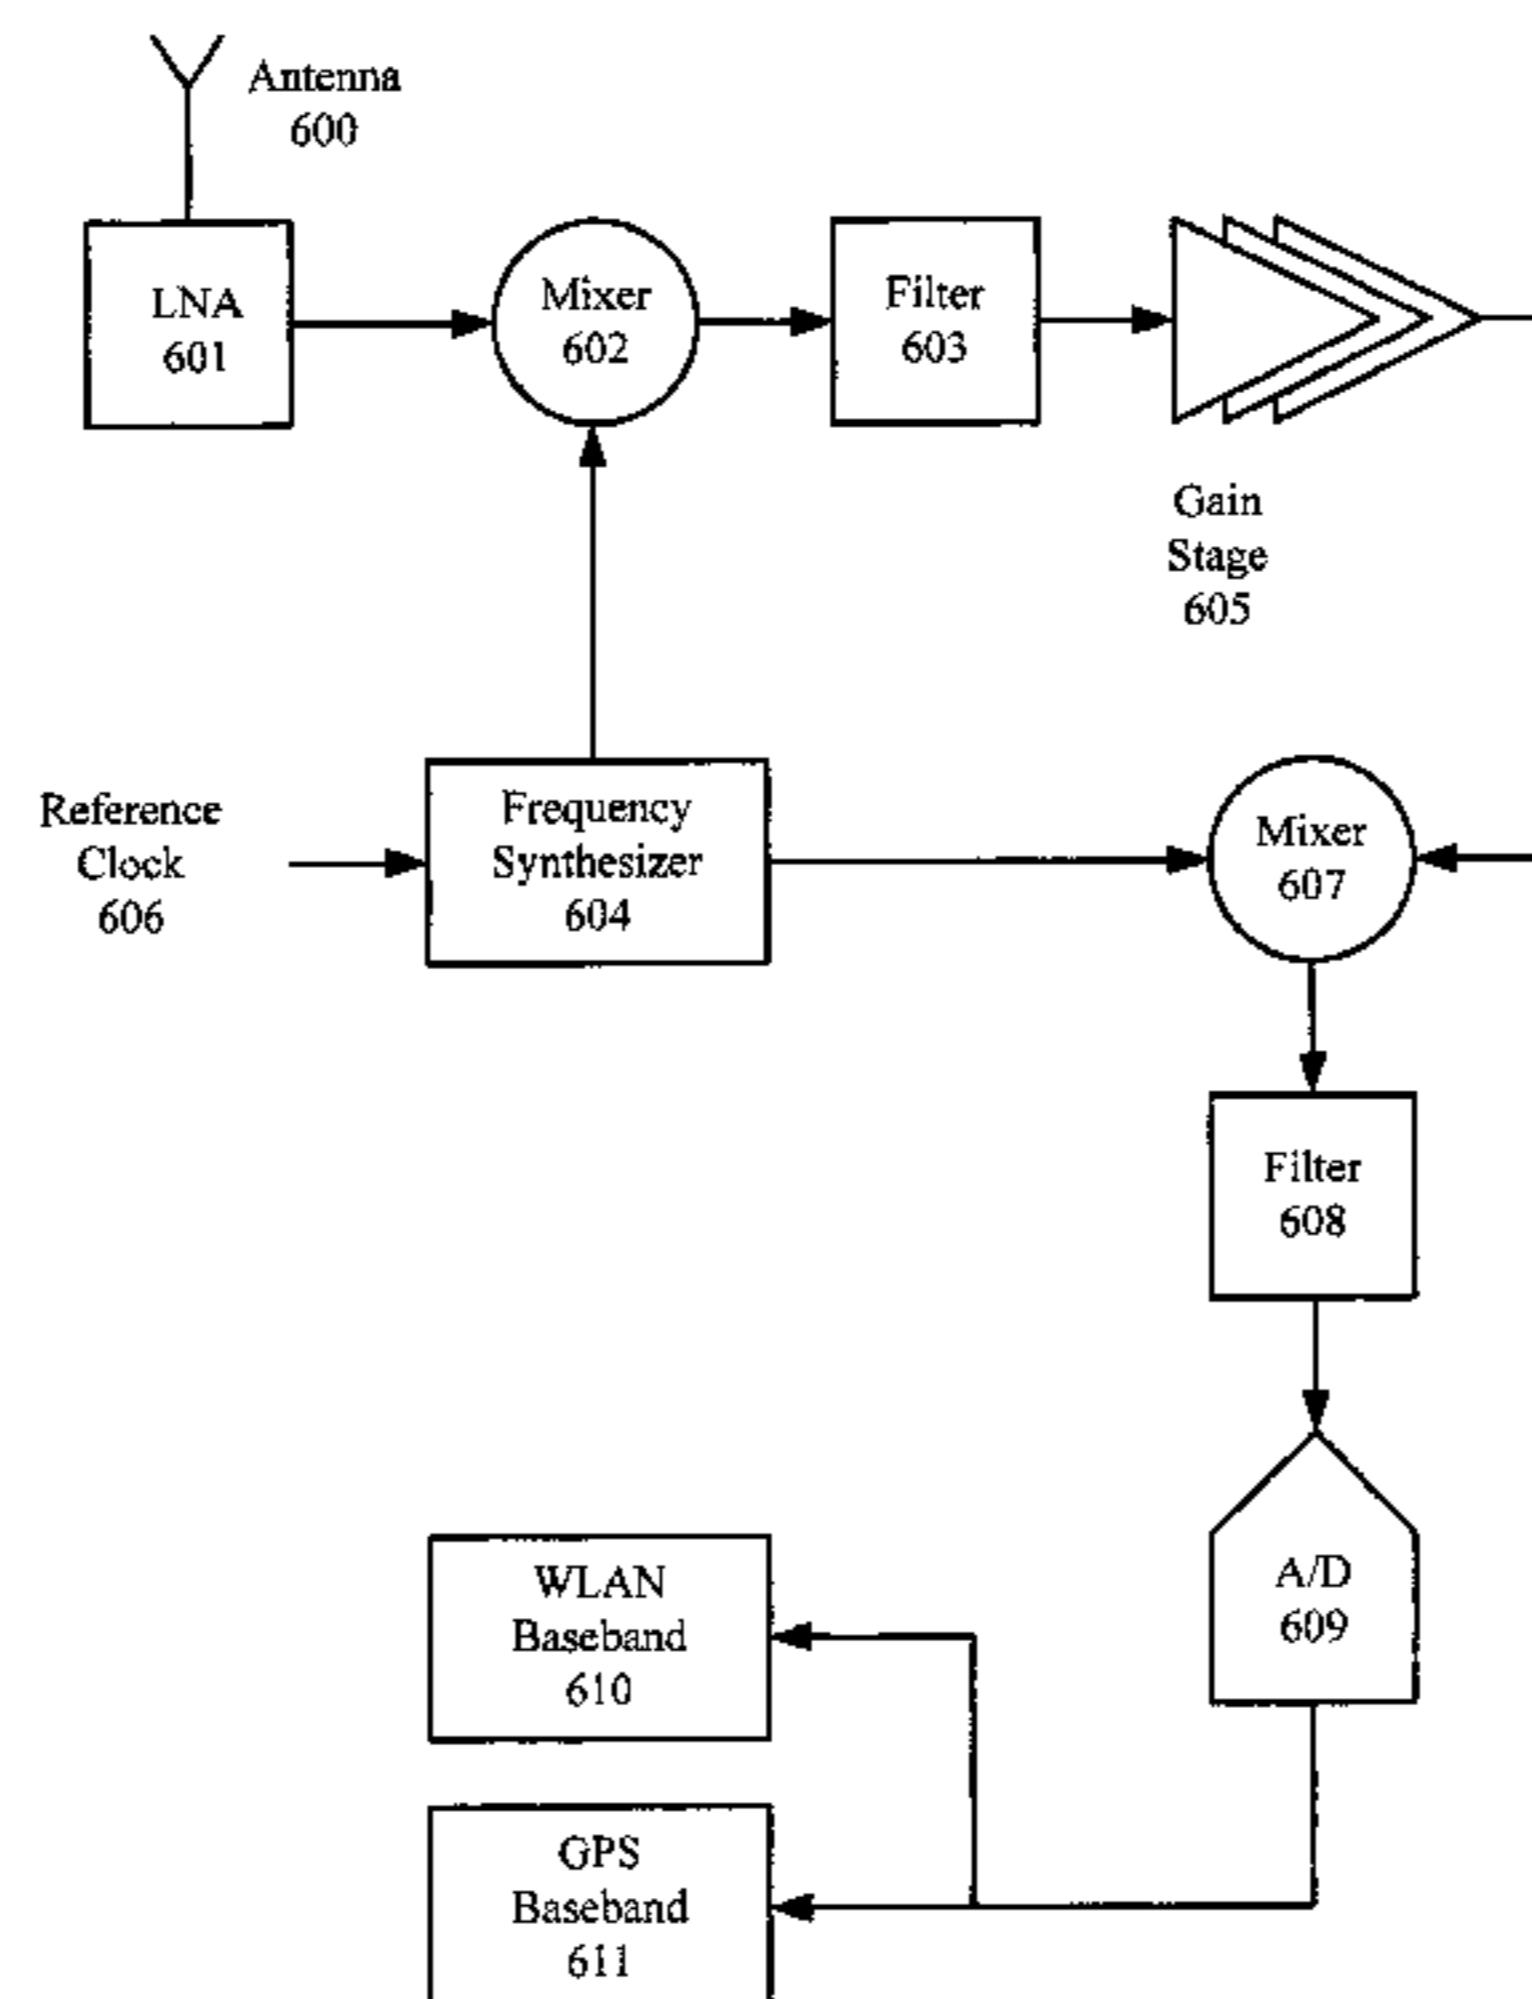 Antenna
600
LNA
601
Mixer
602
Filter
603
Gain
Stage
605
Reference
Clock
606
Frequency
Synthesizer
604
Mixer
607
Filter
608
A/D
609
WLAN
Baseband
610
GPS
Baseband
611